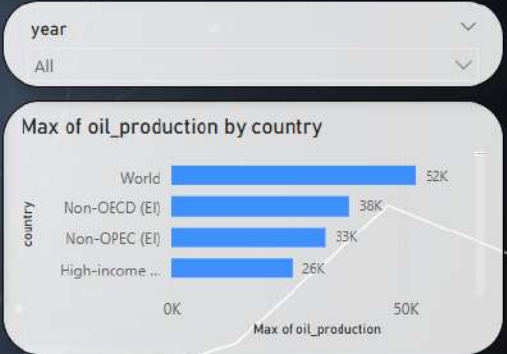 year
All
Max of oil_production by country
World
52K
Non-OECD (EI)
38K
Non-OPEC (EI)
33K
High-income ...
26K
country
0K
50K
Max of oil_production